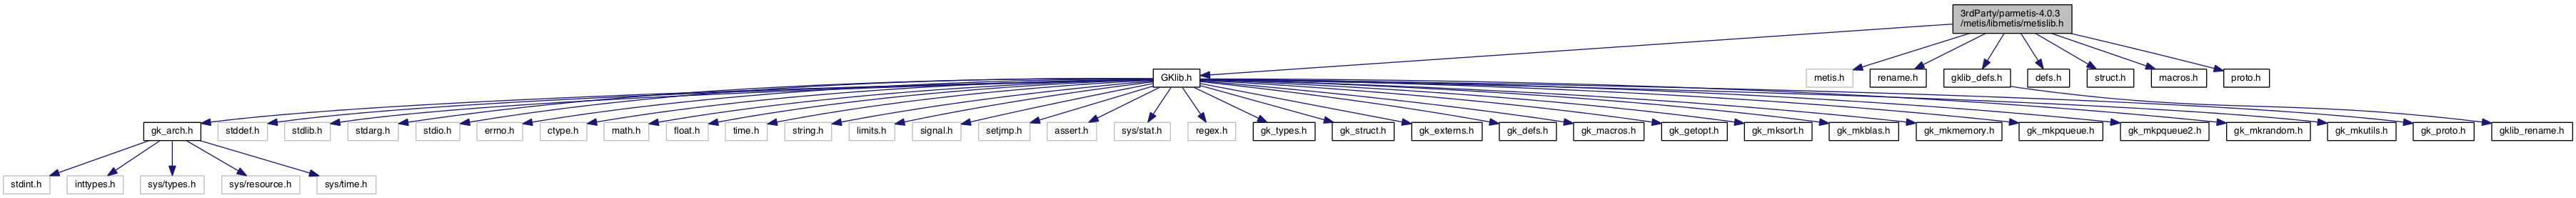 3rdParty/parmetis-4.0.3
/metis/libmetis/metislib.h
GKlib.h
metis.h
rename.h
gklib_defs.h
defs.h
struct.h
macros.h
proto.h
gk_arch.h
stddef.h
stdlib.h
stdarg.h
stdio.h
errno.h
ctype.h
math.h
float.h
time.h
string.h
limits.h
signal.h
setjmp.h
assert.h
sys/stat.h
regex.h
gk_types.h
gk_struct.h
gk_externs.h
gk_defs.h
gk_macros.h
gk_getopt.h
gk_mksort.h
gk_mkblas.h
gk_mkmemory.h
gk_mkpqueue.h
gk_mkpqueue2.h
gk_mkrandom.h
gk_mkutils.h
gk_proto.h
gklib_rename.h
stdint.h
inttypes.h
sys/types.h
sys/resource.h
sys/time.h